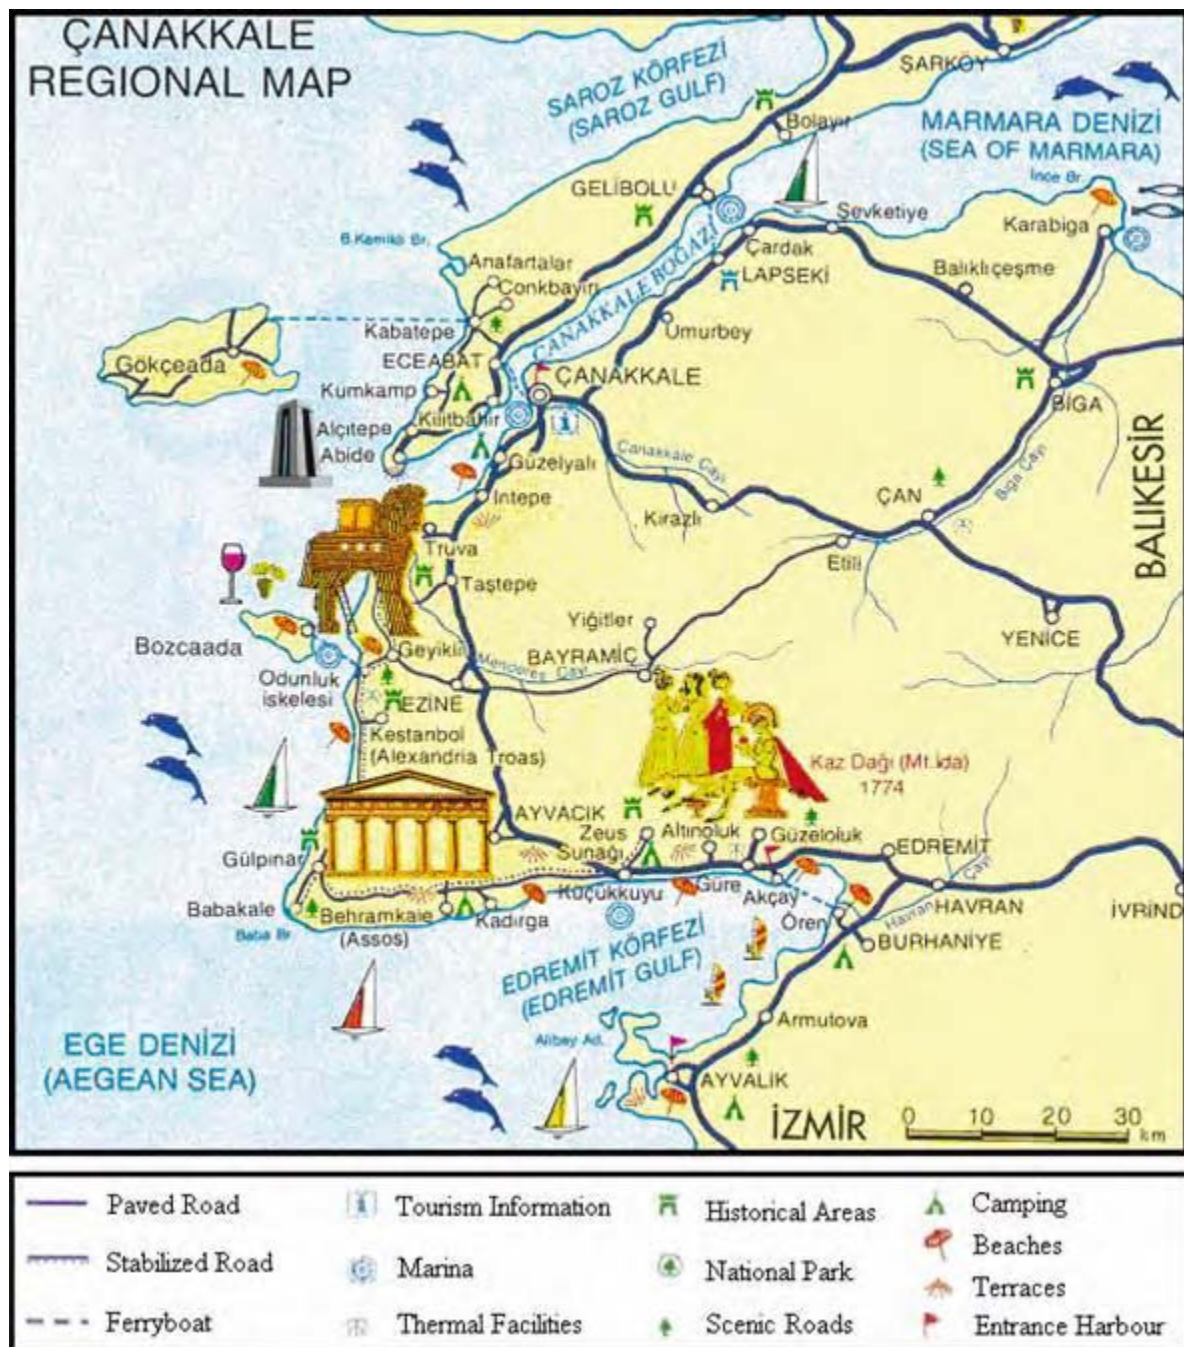 ÇANAKKALE
REGIONAL MAP
SAROZ KÖRFEZİ
(SAROZ GULF)
ŞARKÖY
Bolayır
MARMARA DENİZİ
(SEA OF MARMARA)
İnce Br.
GELİBOLU
Şevketiye
Karabiga
Çardak
B.Kemikli Br.
Anafartalar
Conkbayırı
ÇANAKKALE BOĞAZI
LAPSEKİ
Balıklıçeşme
Kabatepe
Umurbey
Gökçeada
ECEABAT
ÇANAKKALE
Kumkamp
BİGA
Kilitbahir
Alçıtepe
Abide
Güzelyalı
Çanakkale Çayı
Biga Çayı
BALIKESİR
İntepe
ÇAN
Kirazlı
Truva
Etili
Taştepe
Yiğitler
YENİCE
Bozcaada
Geyikli
Menderes Çayı
BAYRAMİÇ
Odunluk
iskelesi
EZİNE
Kestanbol
(Alexandria Troas)
Kaz Dağı (Mt.İda)
1774
AYVACIK
Zeus
Sunağı
Altınoluk
Güzeloluk
EDREMİT
Gülpınar
Küçükkuyu
Güre
Akçay
Havran Çayı
HAVRAN
İVRİND
Babakale
Baba Br
Behramkale
(Assos)
Kadırga
Ören
BURHANİYE
EDREMİT KÖRFEZİ
(EDREMİT GULF)
Armutova
EGE DENİZİ
(AEGEAN SEA)
Alibey Ad.
AYVALIK
İZMİR
0 10 20 30
km
Paved Road
Tourism Information
Historical Areas
Camping
Beaches
Stabilized Road
Marina
National Park
Terraces
Ferryboat
Thermal Facilities
Scenic Roads
Entrance Harbour